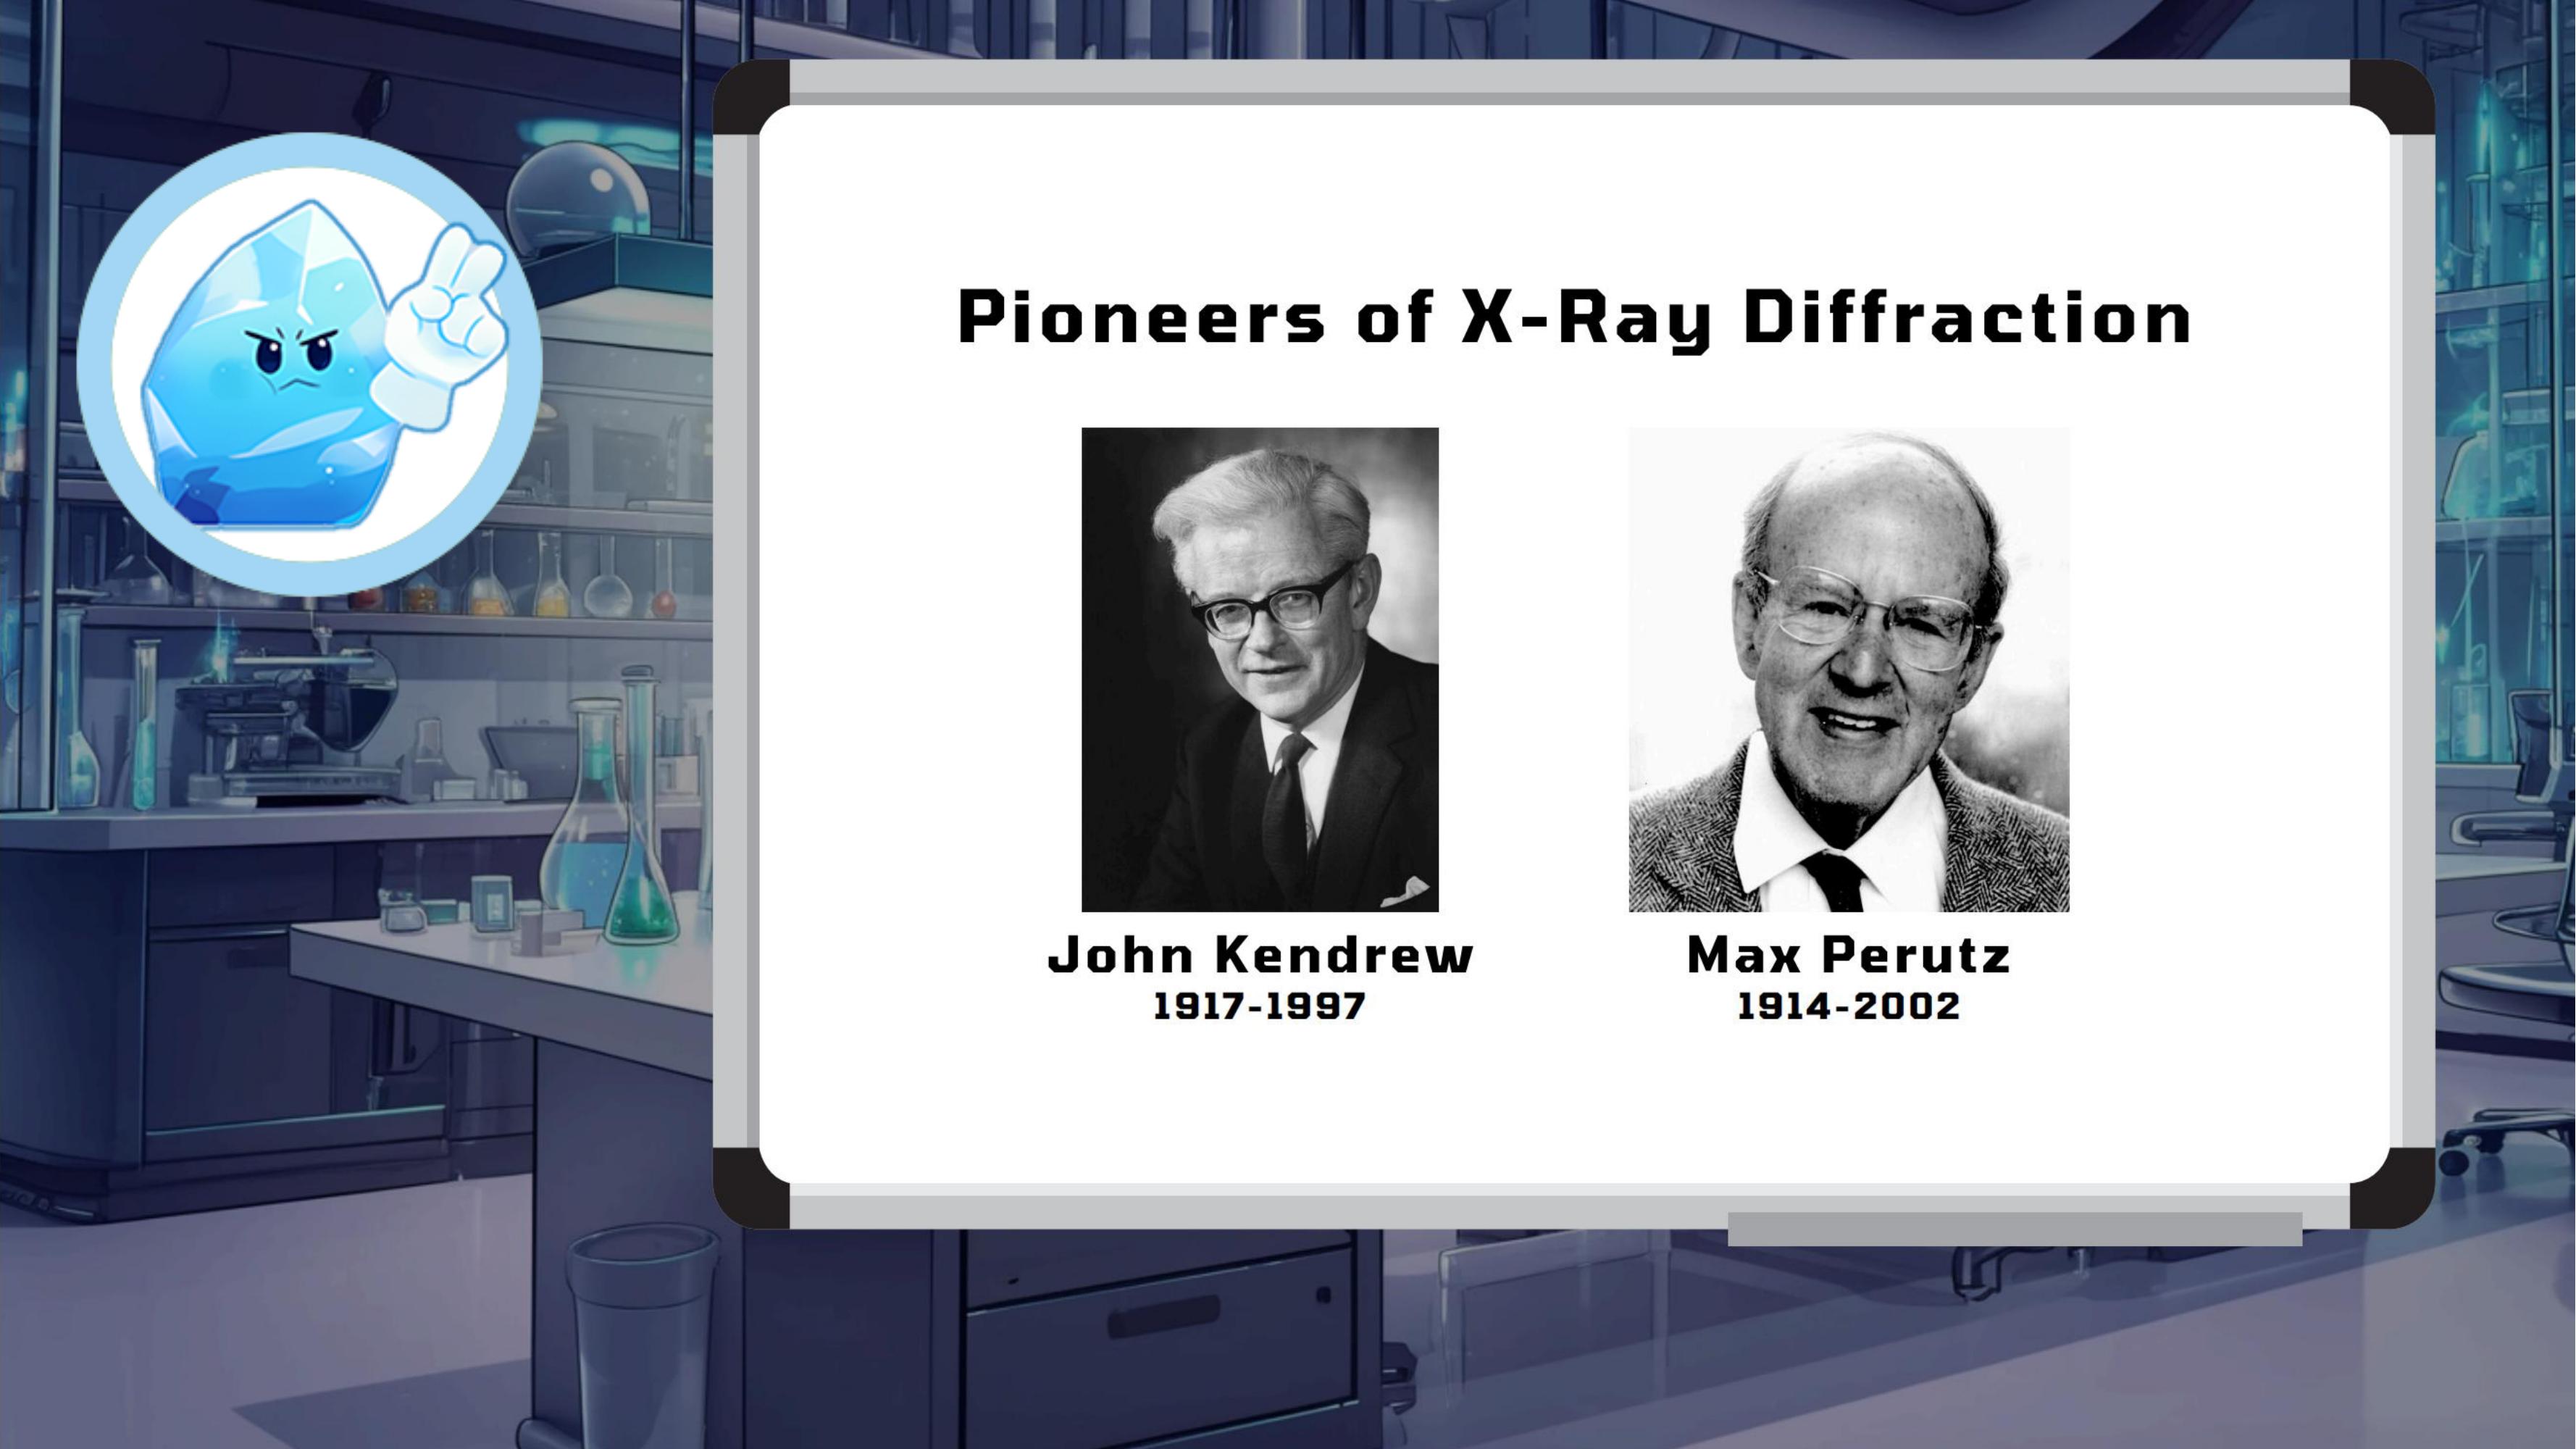 Pioneers of X-Ray Diffraction
John Kendrew
1917-1997
Max Perutz
1914-2002